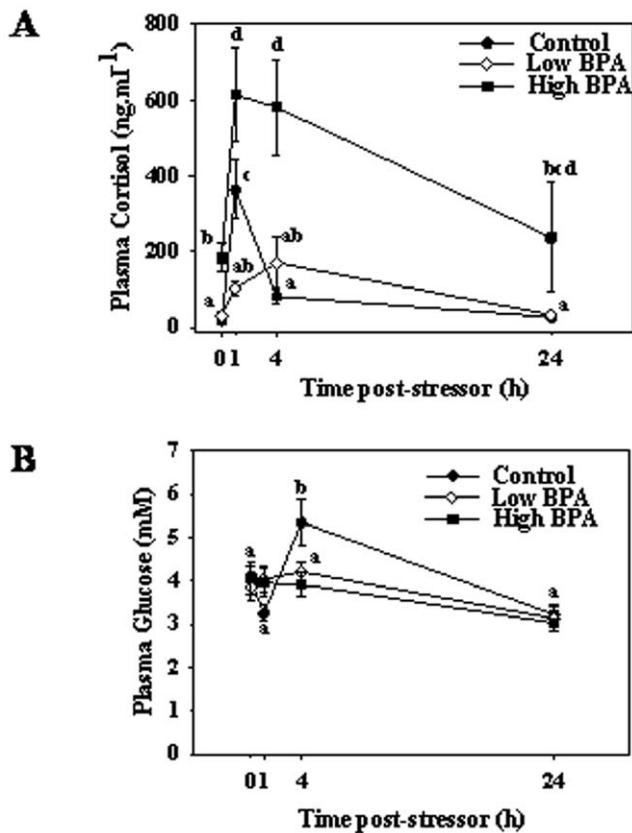 A
Plasma Cortisol (ng.ml⁻¹)
800
600
400
200
0
Control
Low BPA
High BPA
d
d
c
b
ab
ab
a
a
bcd
a
0 1 4 24
Time post-stressor (h)
B
Plasma Glucose (mM)
7
6
5
4
3
2
1
0
Control
Low BPA
High BPA
b
a
a
a
a
0 1 4 24
Time post-stressor (h)